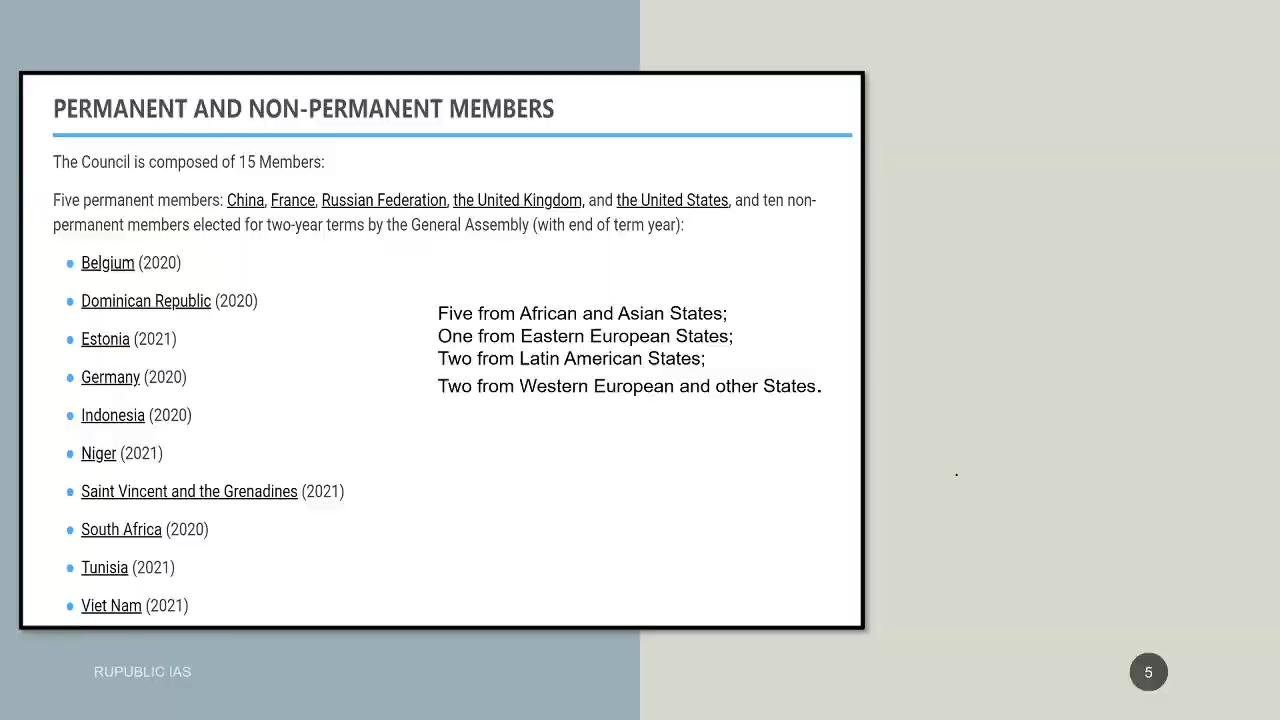 PERMANENT AND NON-PERMANENT MEMBERS
The Council is composed of 15 Members:
Five permanent members: China, France, Russian Federation, the United Kingdom, and the United States, and ten non-
permanent members elected for two-year terms by the General Assembly (with end of term year):
Belgium (2020)
Dominican Republic (2020)
Estonia (2021)
Germany (2020)
Indonesia (2020)
Niger (2021)
Saint Vincent and the Grenadines (2021)
South Africa (2020)
Tunisia (2021)
Viet Nam (2021)
Five from African and Asian States;
One from Eastern European States;
Two from Latin American States;
Two from Western European and other States.
RUPUBLIC IAS
5